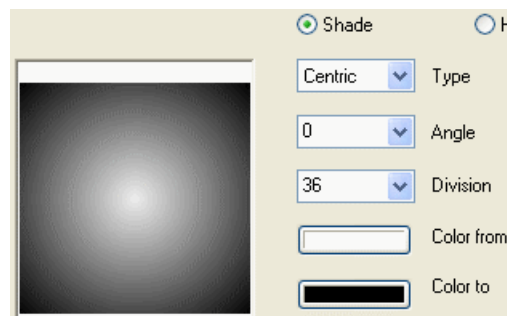 Shade
Centric Type
0 Angle
36 Division
Color from
Color to